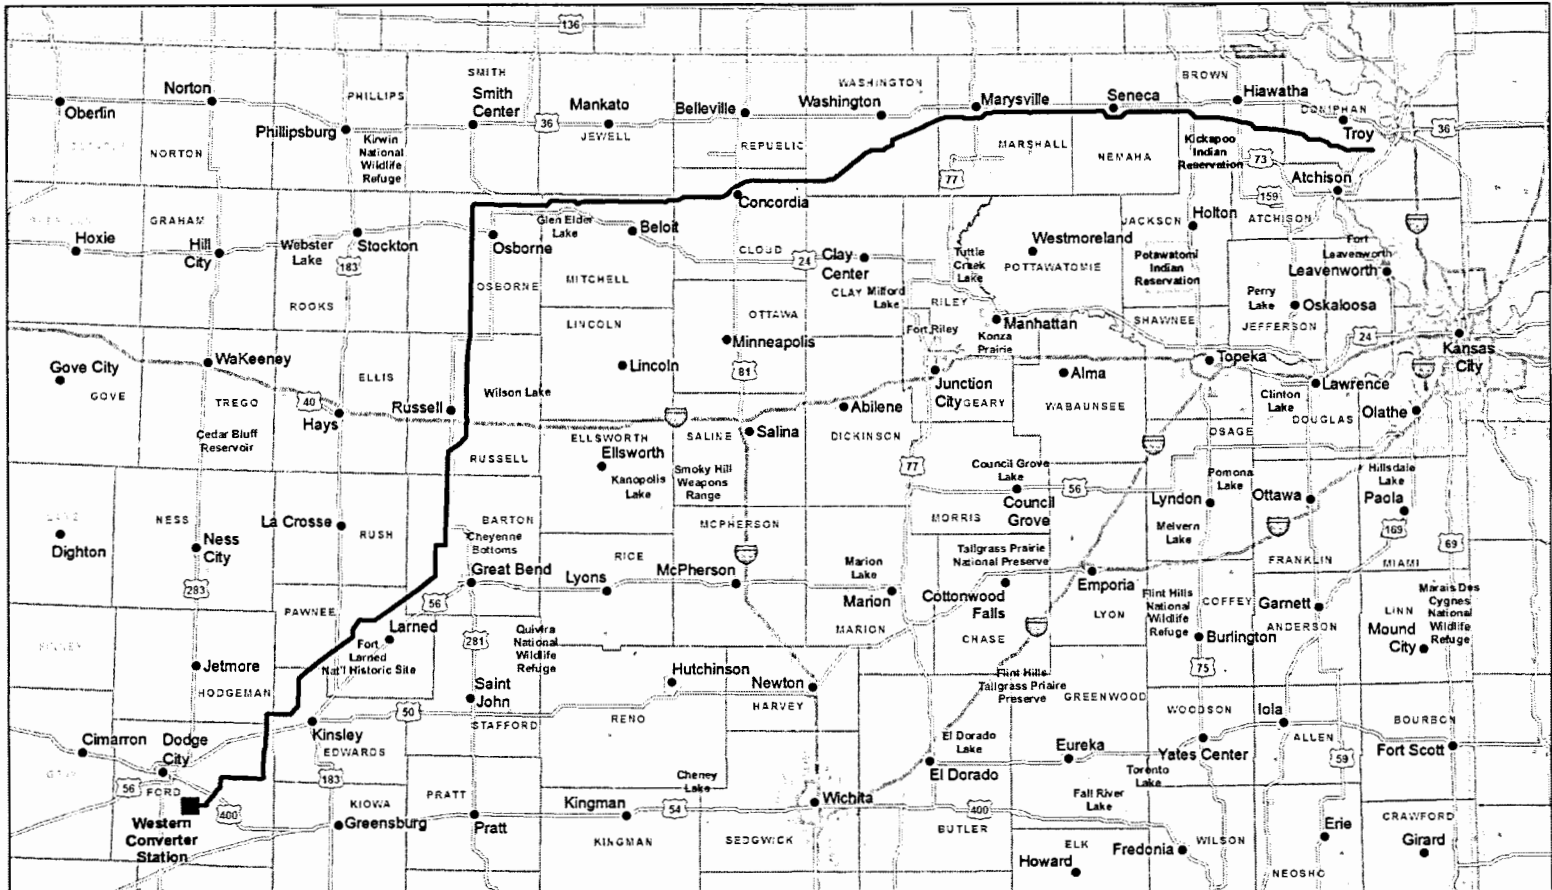 136
Norton
Oberlin
PHILLIPS
SMITH
Smith
Center
Phillipsburg
36
Mankato
JEWELL
Belleville
WASHINGTON
Washington
Marysville
Seneca
BROWN
Hiawatha
DONIPHAN
Troy
36
NORTON
Kirwin
National
Wildlife
Refuge
REPUBLIC
MARSHALL
NEMAHA
Kickapoo
Indian
Reservation
73
77
Atchison
159
ATCHISON
Concordia
GRAHAM
Hoxie
Hill
City
Webster
Lake
Stockton
183
Osborne
Glen Elder
Lake
Beloit
CLOUD
24
Clay
Center
CLAY
Milford
Lake
Tuttle
Creek
Lake
Westmoreland
POTTAWATOMIE
JACKSON
Holton
Potawatomi
Indian
Reservation
Fort
Leavenworth
Leavenworth
ROOKS
OSBORNE
MITCHELL
LINCOLN
OTTAWA
RILEY
Fort Riley
Manhattan
Konza
Prairie
SHAWNEE
Perry
Lake
Oskaloosa
JEFFERSON
24
Kansas
City
WaKeeney
Gove City
GOVE
TREGO
ELLIS
40
Hays
Russell
Wilson Lake
Lincoln
Minneapolis
81
Junction
City
GEARY
Alma
WABAUNSEE
Topeka
Lawrence
Clinton
Lake
DOUGLAS
Olathe
Cedar Bluff
Reservoir
RUSSELL
ELLSWORTH
Ellsworth
Kanopolis
Lake
SALINE
Salina
Smoky Hill
Weapons
Range
Abilene
DICKINSON
77
Council Grove
Lake
56
Council
Grove
MORRIS
OSAGE
Pomona
Lake
Lyndon
Melvern
Lake
Ottawa
Hillsdale
Lake
Paola
169
69
Dighton
NESS
Ness
City
283
La Crosse
RUSH
BARTON
Cheyenne
Bottoms
Great Bend
56
RICE
Lyons
MCPHERSON
McPherson
Marion
Lake
Marion
MARION
Tallgrass Prairie
National Preserve
Cottonwood
Falls
CHASE
Emporia
LYON
Flint Hills
National
Wildlife
Refuge
COFFEY
Burlington
75
FRANKLIN
MIAMI
Garnett
ANDERSON
LINN
Mound
City
Marais Des
Cygnes
National
Wildlife
Refuge
PAWNEE
Larned
Fort
Larned
Nat'l Historic Site
281
Quivira
National
Wildlife
Refuge
Jetmore
HODGEMAN
Saint
John
STAFFORD
50
Kinsley
EDWARDS
183
Hutchinson
RENO
Newton
HARVEY
Flint Hills
Tallgrass Priaire
Preserve
GREENWOOD
WOODSON
Yates Center
Iola
ALLEN
BOURBON
Fort Scott
59
Cimarron
Dodge
City
56
FORD
400
Western
Converter
Station
KIOWA
Greensburg
PRATT
Pratt
Kingman
KINGMAN
Cheney
Lake
54
SEDGWICK
Wichita
El Dorado
Lake
El Dorado
400
BUTLER
Eureka
Toronto
Lake
Fall River
Lake
ELK
Howard
Fredonia
WILSON
Erie
NEOSHO
CRAWFORD
Girard